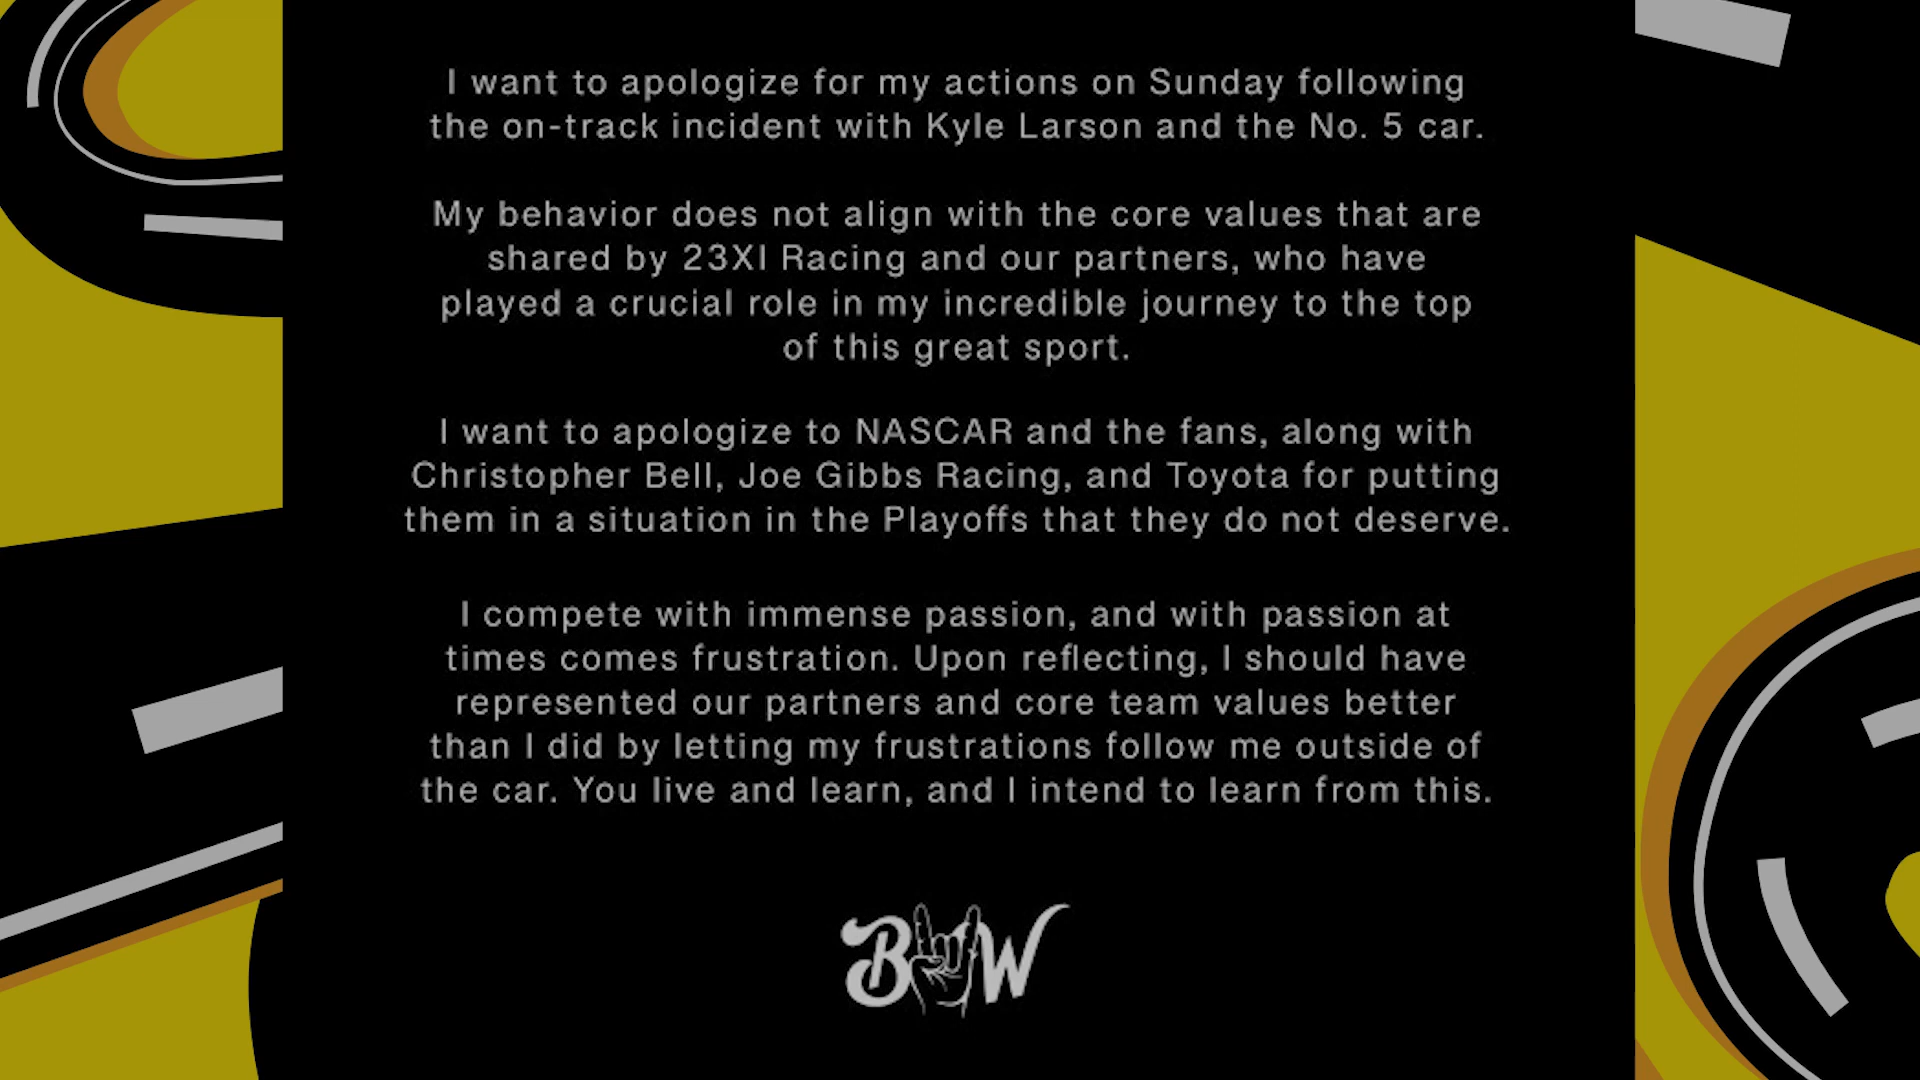 I want to apologize for my actions on Sunday following
the on-track incident with Kyle Larson and the No. 5 car.
My behavior does not align with the core values that are
shared by 23XI Racing and our partners, who have
played a crucial role in my incredible journey to the top
of this great sport.
I want to apologize to NASCAR and the fans, along with
Christopher Bell, Joe Gibbs Racing, and Toyota for putting
them in a situation in the Playoffs that they do not deserve.
I compete with immense passion, and with passion at
times comes frustration. Upon reflecting, I should have
represented our partners and core team values better
than I did by letting my frustrations follow me outside of
the car. You live and learn, and I intend to learn from this.
BW